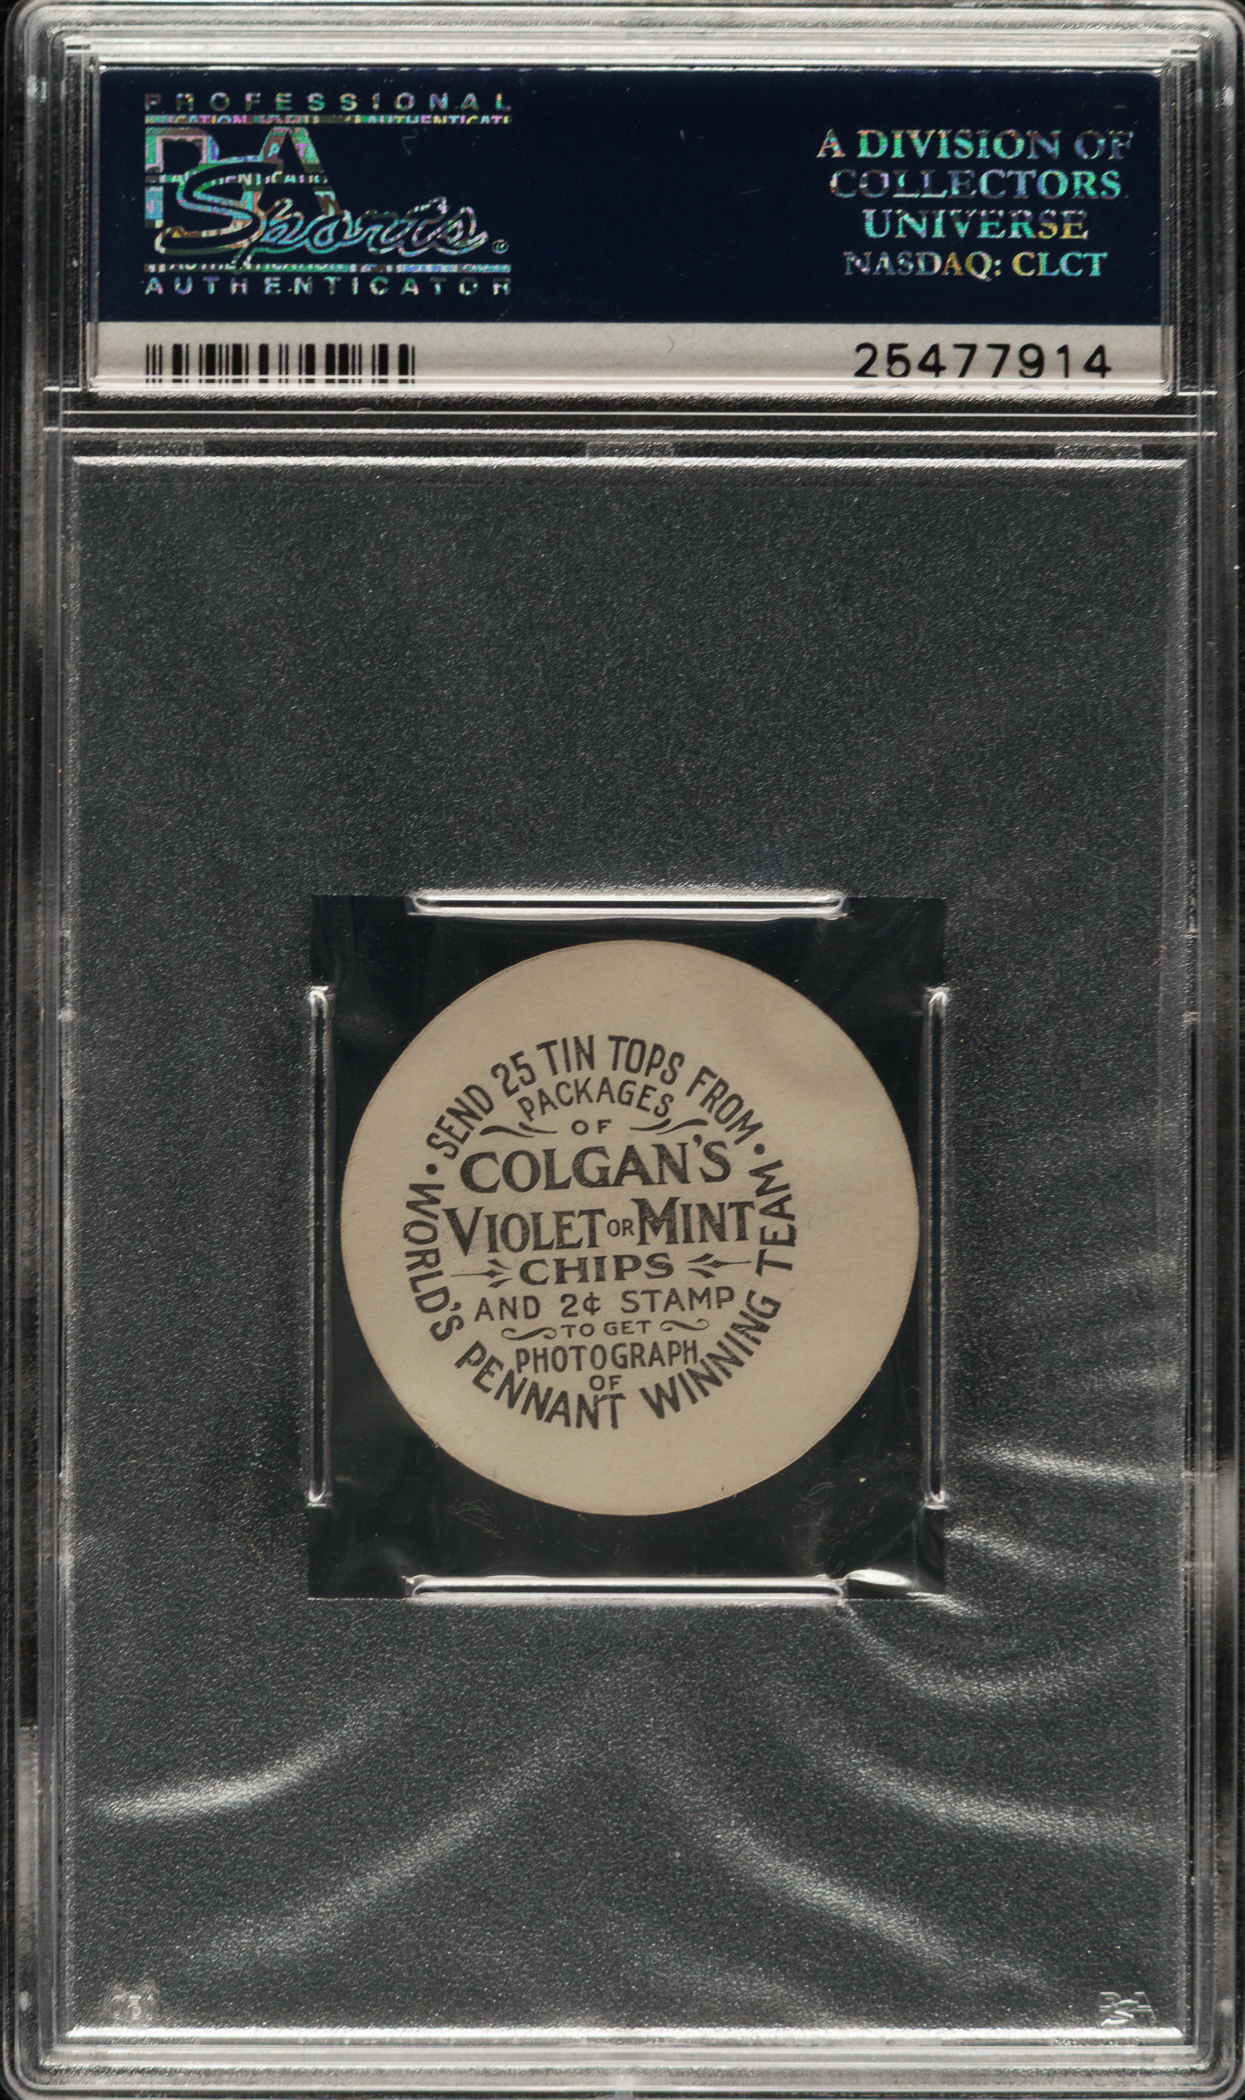 PROFESSIONAL
PSA
Sports
AUTHENTICATOR
A DIVISION OF
COLLECTORS
UNIVERSE
NASDAQ: CLCT
25477914
• SEND 25 TIN TOPS FROM •
PACKAGES
OF
COLGAN'S
VIOLET OR MINT
CHIPS
AND 2¢ STAMP
TO GET
PHOTOGRAPH
OF
WORLD'S PENNANT WINNING TEAM
PSA